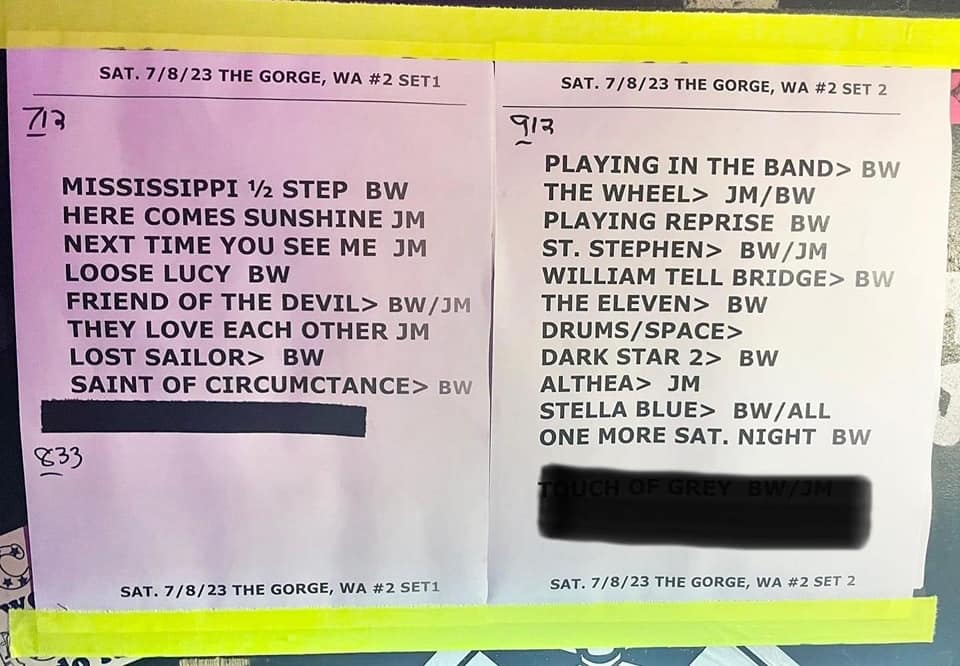 SAT. 7/8/23 THE GORGE, WA #2 SET1
713
MISSISSIPPI ½ STEP BW
HERE COMES SUNSHINE JM
NEXT TIME YOU SEE ME JM
LOOSE LUCY BW
FRIEND OF THE DEVIL> BW/JM
THEY LOVE EACH OTHER JM
LOST SAILOR> BW
SAINT OF CIRCUMCTANCE> BW
833
SAT. 7/8/23 THE GORGE, WA #2 SET1
SAT. 7/8/23 THE GORGE, WA #2 SET 2
913
PLAYING IN THE BAND> BW
THE WHEEL> JM/BW
PLAYING REPRISE BW
ST. STEPHEN> BW/JM
WILLIAM TELL BRIDGE> BW
THE ELEVEN> BW
DRUMS/SPACE>
DARK STAR 2> BW
ALTHEA> JM
STELLA BLUE> BW/ALL
ONE MORE SAT. NIGHT BW
TOUCH OF GREY BW/JM
SAT. 7/8/23 THE GORGE, WA #2 SET 2